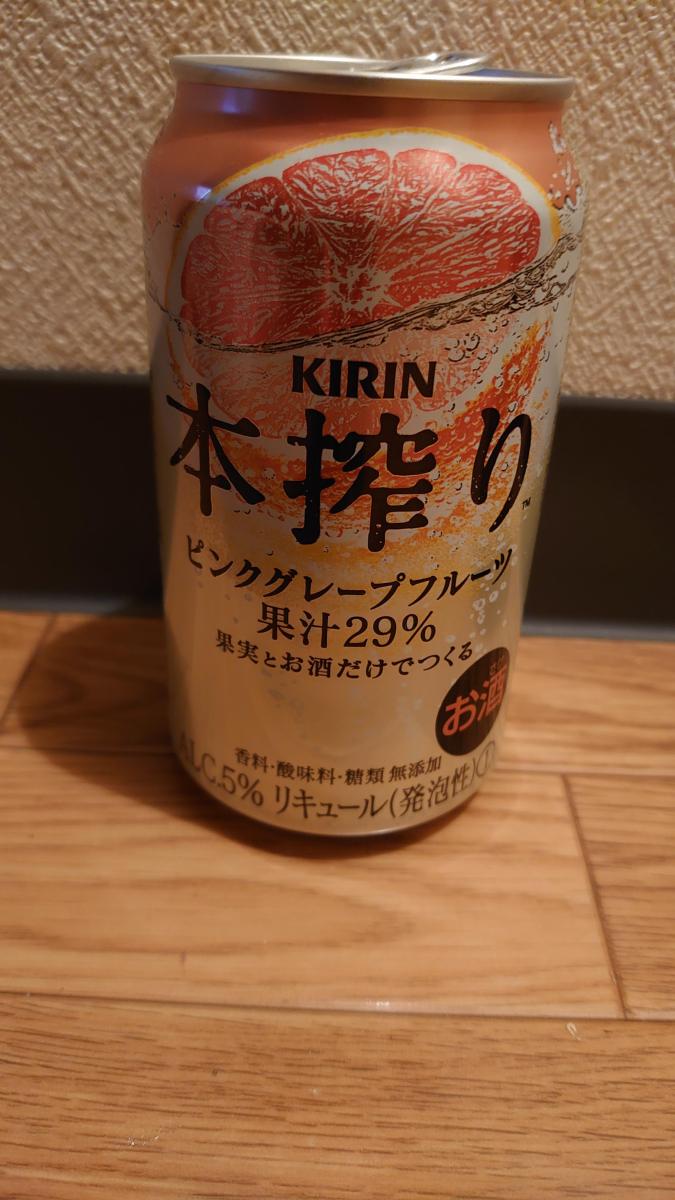 KIRIN
本搾り
TM
ピンクグレープフルーツ
果汁29%
果実とお酒だけでつくる
お酒
香料・酸味料・糖類 無添加
ALC.5% リキュール(発泡性)①